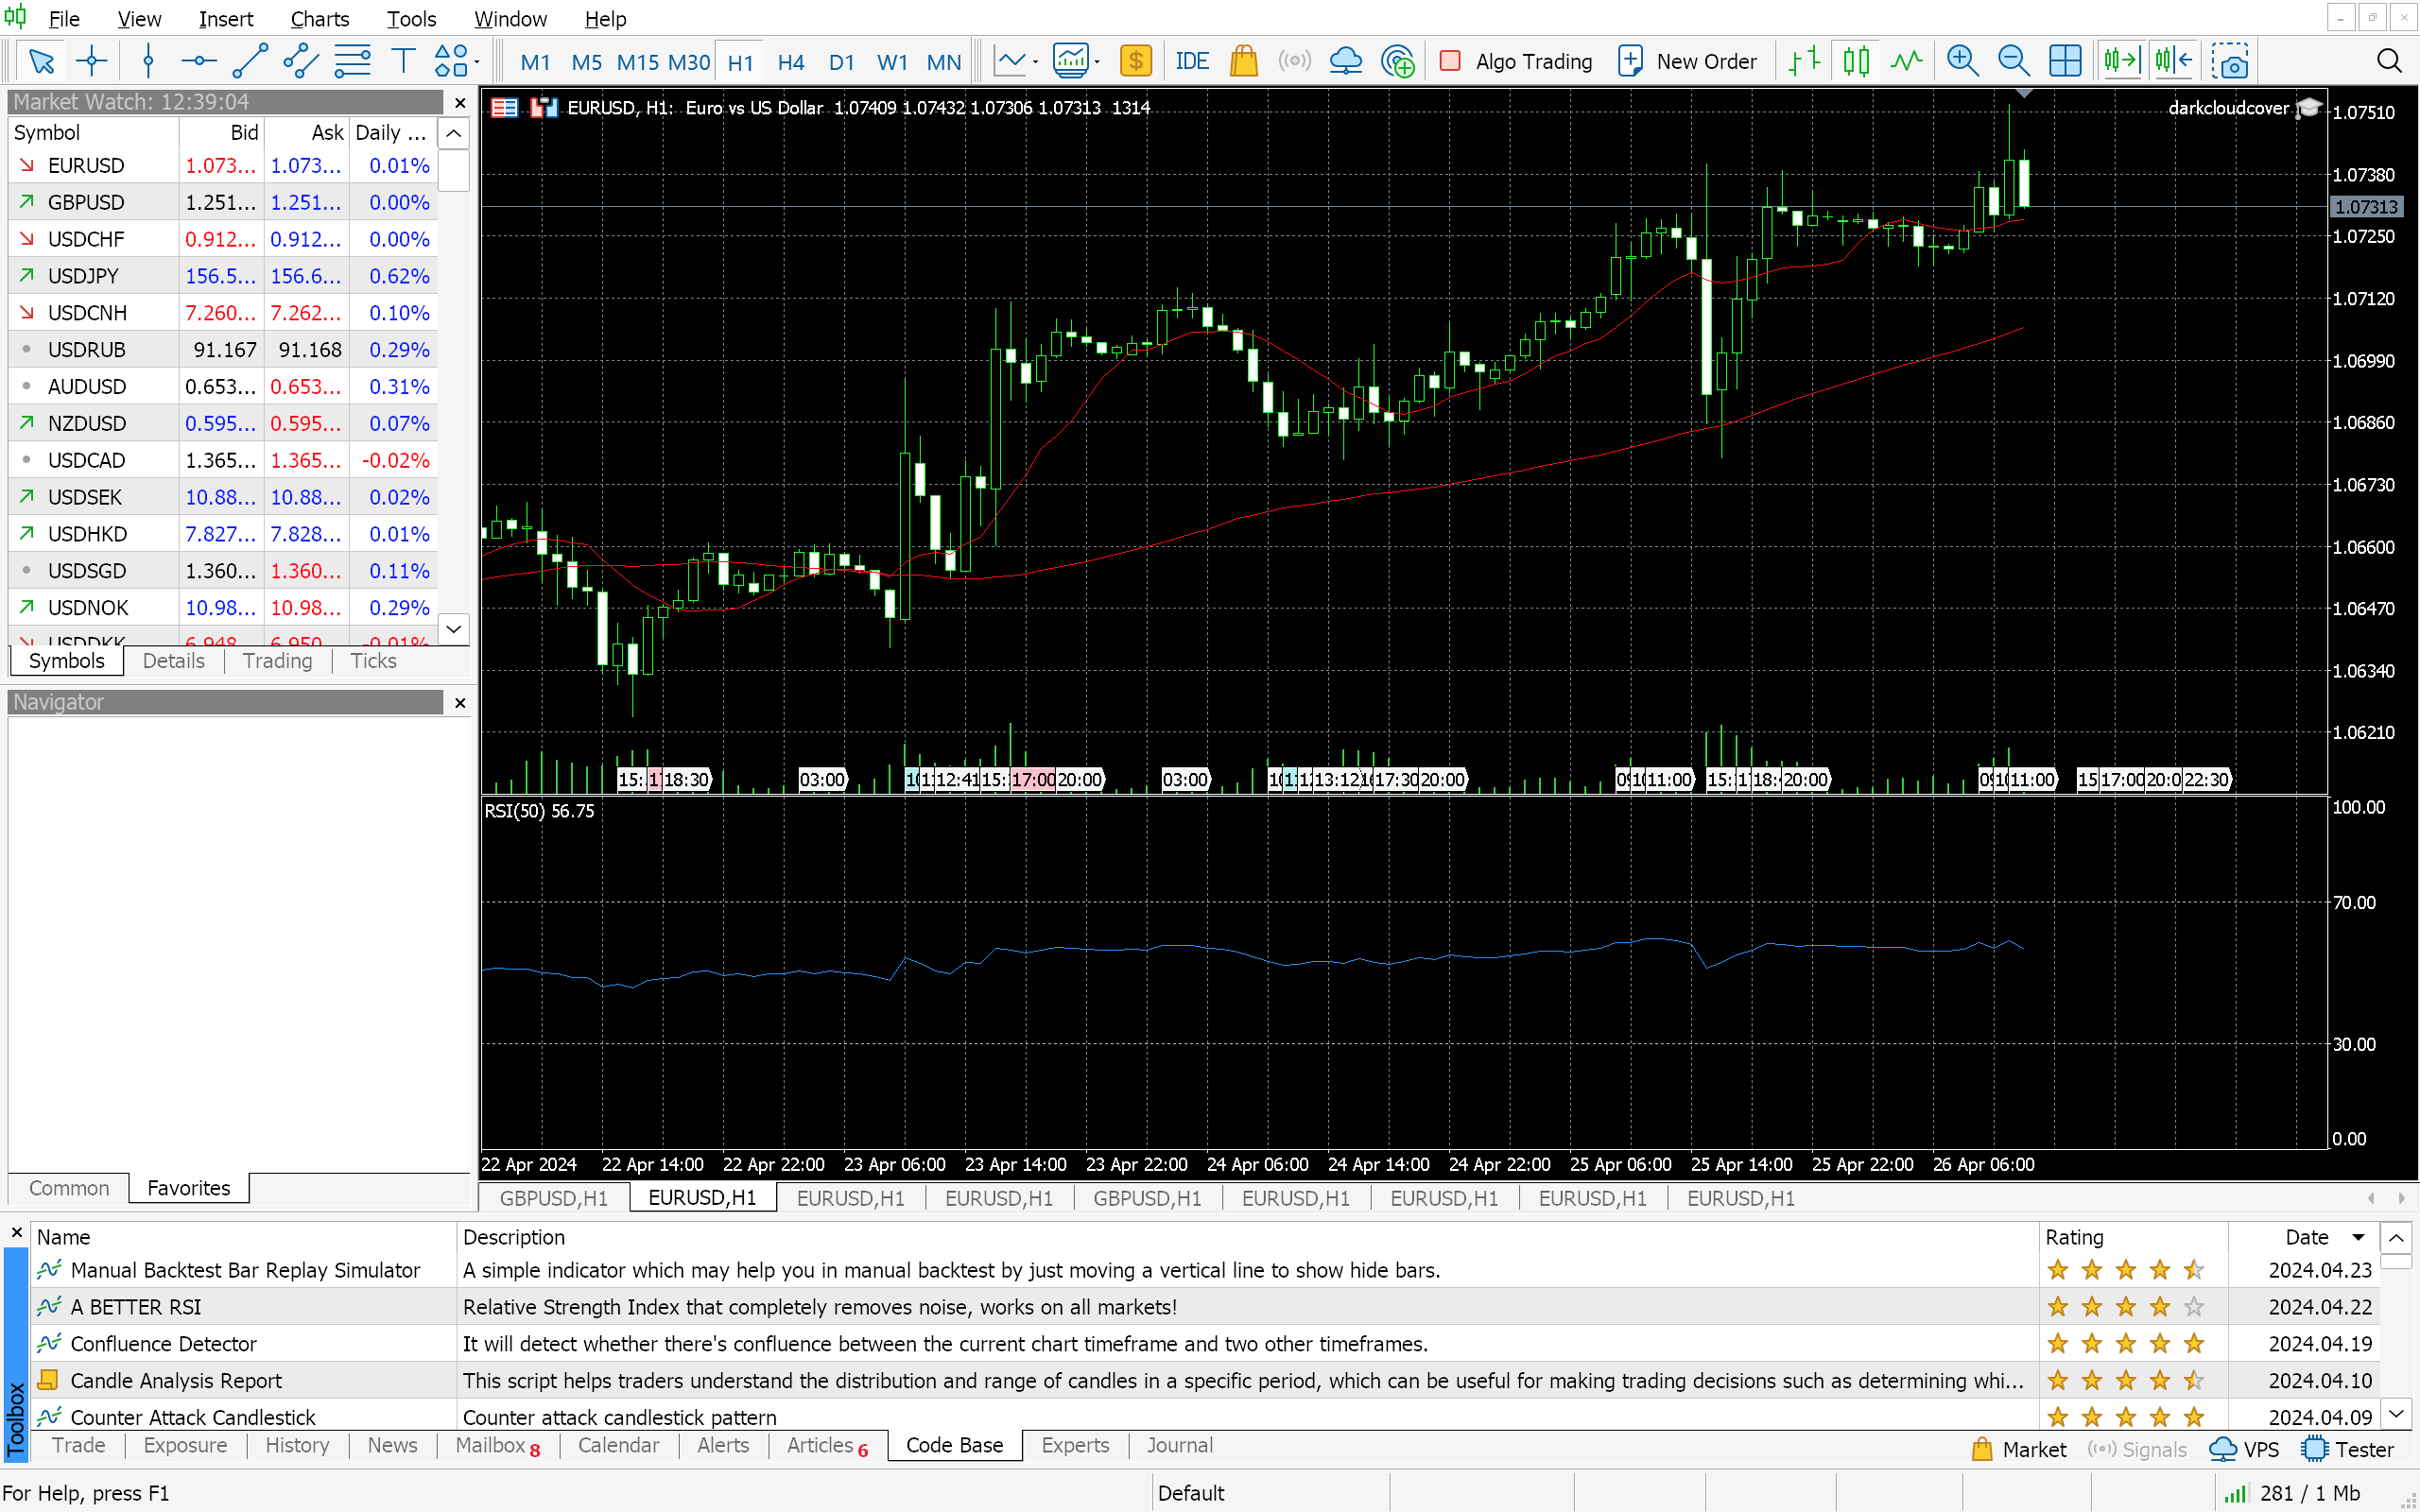 File View Insert Charts Tools Window Help
M1 M5 M15 M30 H1 H4 D1 W1 MN IDE Algo Trading New Order
Market Watch: 12:39:04
Symbol Bid Ask Daily ...
EURUSD 1.073... 1.073... 0.01%
GBPUSD 1.251... 1.251... 0.00%
USDCHF 0.912... 0.912... 0.00%
USDJPY 156.5... 156.6... 0.62%
USDCNH 7.260... 7.262... 0.10%
USDRUB 91.167 91.168 0.29%
AUDUSD 0.653... 0.653... 0.31%
NZDUSD 0.595... 0.595... 0.07%
USDCAD 1.365... 1.365... -0.02%
USDSEK 10.88... 10.88... 0.02%
USDHKD 7.827... 7.828... 0.01%
USDSGD 1.360... 1.360... 0.11%
USDNOK 10.98... 10.98... 0.29%
USDDKK 6.948... 6.950... -0.01%
Symbols Details Trading Ticks
Navigator
Common Favorites
EURUSD, H1: Euro vs US Dollar 1.07409 1.07432 1.07306 1.07313 1314
darkcloudcover
1.07510
1.07380
1.07313
1.07250
1.07120
1.06990
1.06860
1.06730
1.06600
1.06470
1.06340
1.06210
15: 18:30 03:00 12:41 15: 17:00 20:00 03:00 13:12 17:30 20:00 11:00 15: 18: 20:00 11:00 15 17:00 20:0 22:30
RSI(50) 56.75
100.00
70.00
30.00
0.00
22 Apr 2024 22 Apr 14:00 22 Apr 22:00 23 Apr 06:00 23 Apr 14:00 23 Apr 22:00 24 Apr 06:00 24 Apr 14:00 24 Apr 22:00 25 Apr 06:00 25 Apr 14:00 25 Apr 22:00 26 Apr 06:00
GBPUSD,H1 EURUSD,H1 EURUSD,H1 EURUSD,H1 GBPUSD,H1 EURUSD,H1 EURUSD,H1 EURUSD,H1 EURUSD,H1
Toolbox
Name Description Rating Date
Manual Backtest Bar Replay Simulator A simple indicator which may help you in manual backtest by just moving a vertical line to show hide bars. 2024.04.23
A BETTER RSI Relative Strength Index that completely removes noise, works on all markets! 2024.04.22
Confluence Detector It will detect whether there's confluence between the current chart timeframe and two other timeframes. 2024.04.19
Candle Analysis Report This script helps traders understand the distribution and range of candles in a specific period, which can be useful for making trading decisions such as determining whi... 2024.04.10
Counter Attack Candlestick Counter attack candlestick pattern 2024.04.09
Trade Exposure History News Mailbox 8 Calendar Alerts Articles 6 Code Base Experts Journal Market Signals VPS Tester
For Help, press F1 Default 281 / 1 Mb